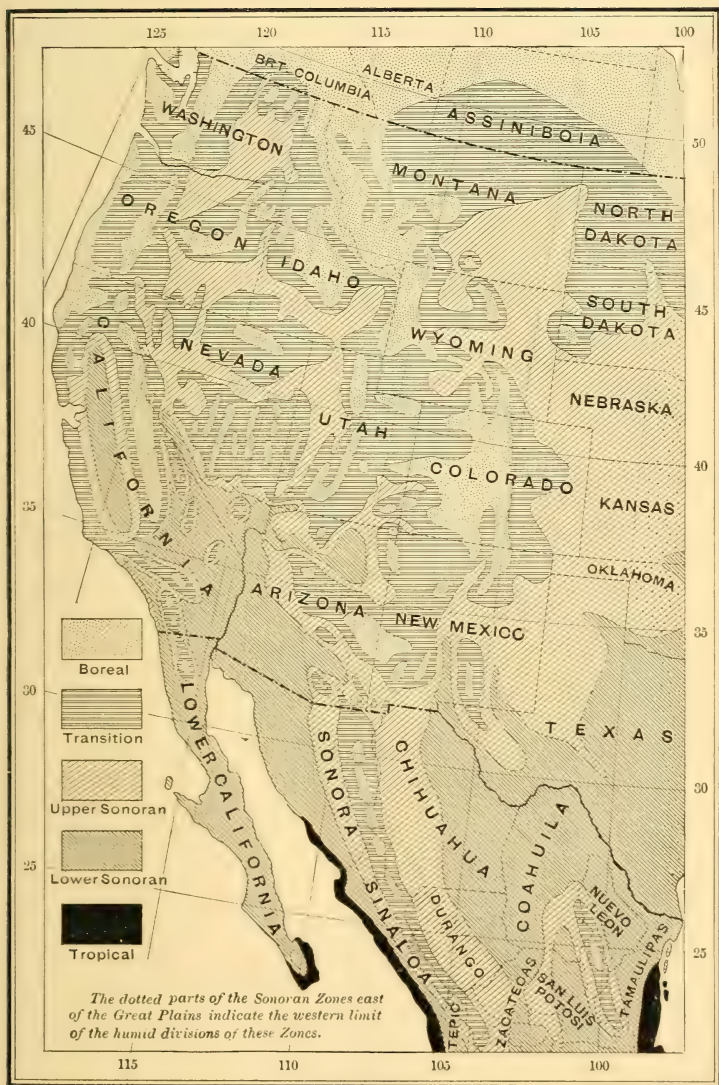 125 120 115 110 105 100
BRT. COLUMBIA
ALBERTA
ASSINIBOIA
WASHINGTON
45
50
MONTANA
NORTH
DAKOTA
OREGON
IDAHO
SOUTH
DAKOTA
45
40
WYOMING
NEVADA
NEBRASKA
CALIFORNIA
UTAH
COLORADO
40
KANSAS
35
OKLAHOMA
ARIZONA
NEW MEXICO
35
Boreal
30
TEXAS
Transition
LOWER CALIFORNIA
SONORA
CHIHUAHUA
30
Upper Sonoran
COAHUILA
25
Lower Sonoran
SINALOA
DURANGO
NUEVO
LEON
25
Tropical
TEPIC
ZACATECAS
SAN LUIS
POTOSI
TAMAULIPAS
The dotted parts of the Sonoran Zones east
of the Great Plains indicate the western limit
of the humid divisions of these Zones.
115 110 105 100